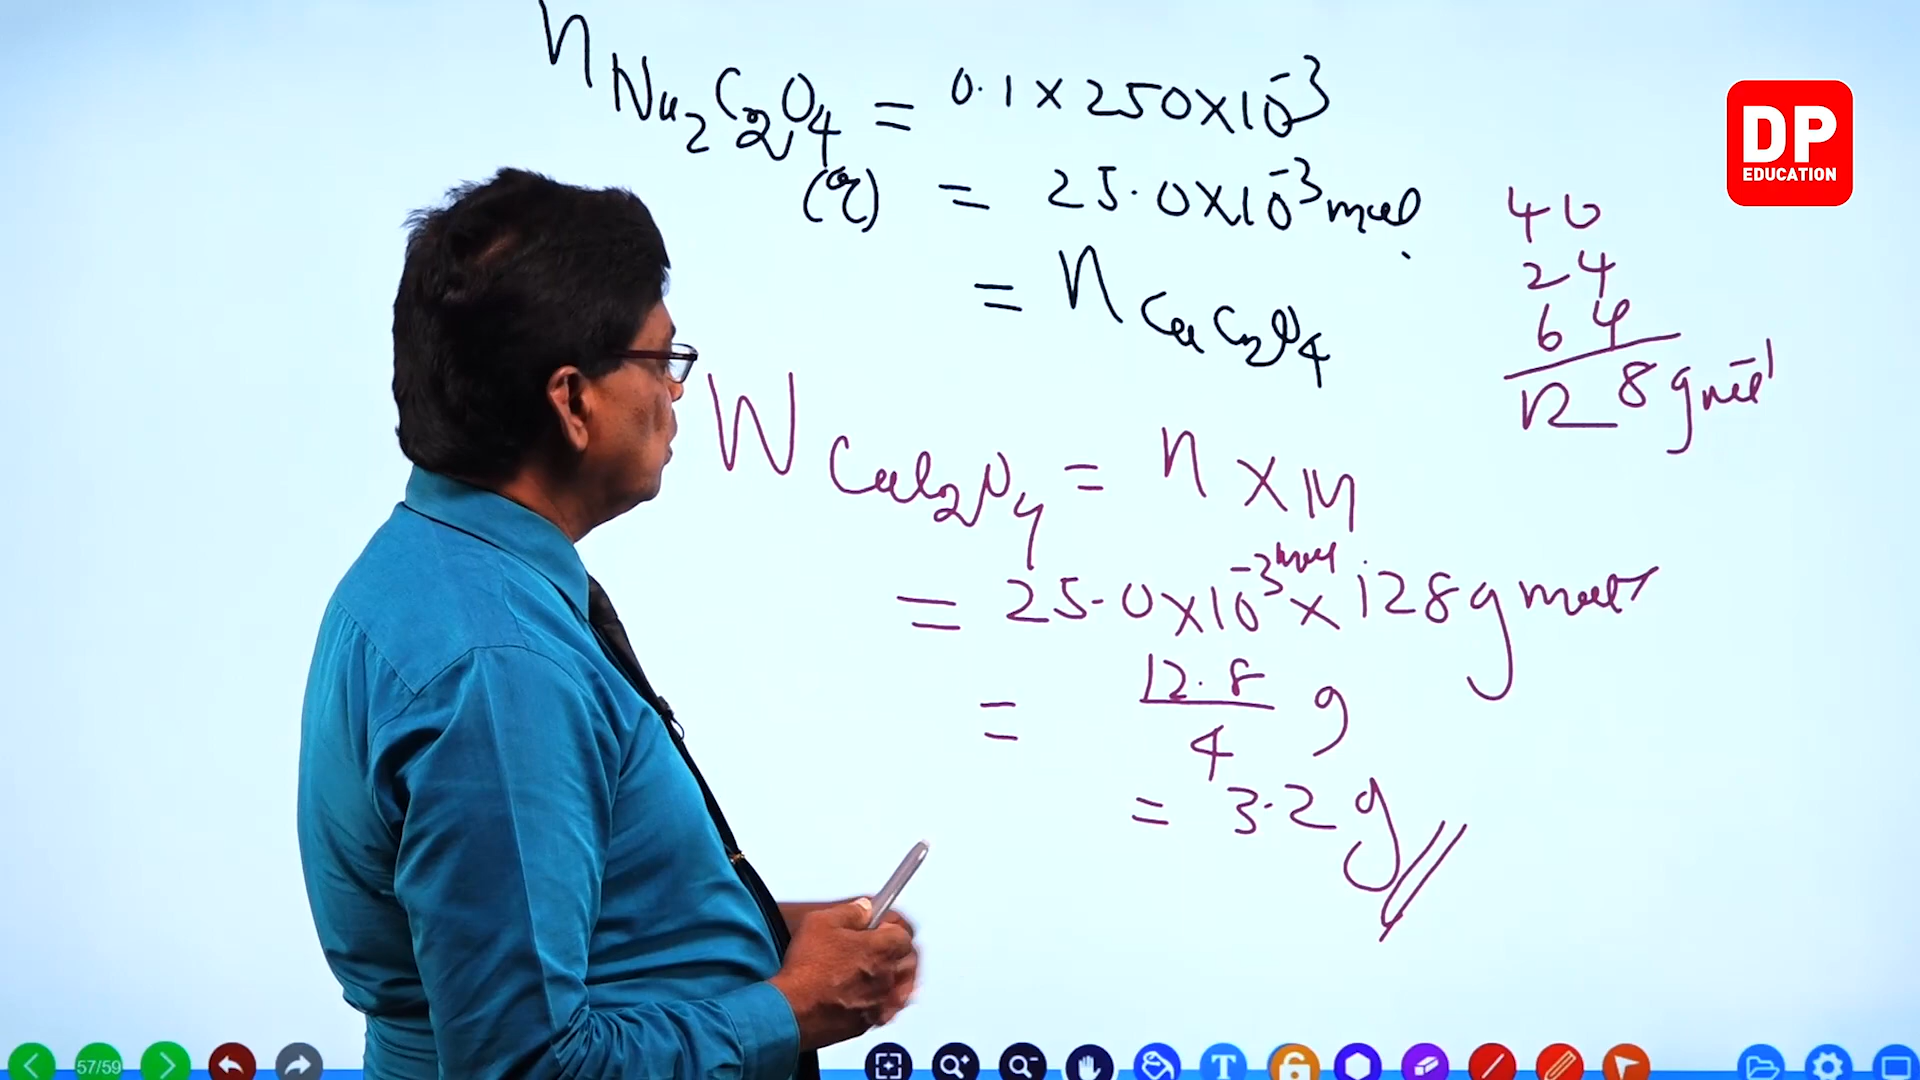 n Na₂C₂O₄ = 0.1 × 250 × 10⁻³
= 25.0 × 10⁻³ mol
= n CaC₂O₄
W CaC₂O₄ = n × M
= 25.0 × 10⁻³ mol × 128 g mol⁻¹
= 12.8/4 g
= 3.2 g
40
24
64
128 g mol⁻¹
DP
EDUCATION
57/59
T